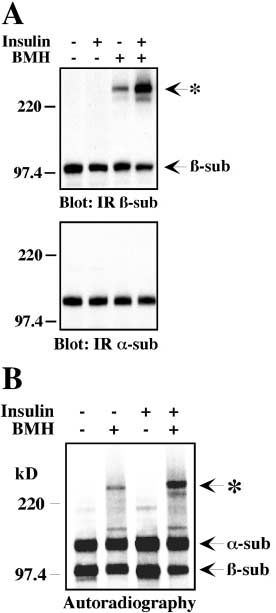 A
Insulin - + - +
BMH - - + +
220
*
97.4
ß-sub
Blot: IR ß-sub
220
97.4
Blot: IR α-sub
B
Insulin - - + +
BMH - + - +
kD
*
220
α-sub
97.4
ß-sub
Autoradiography